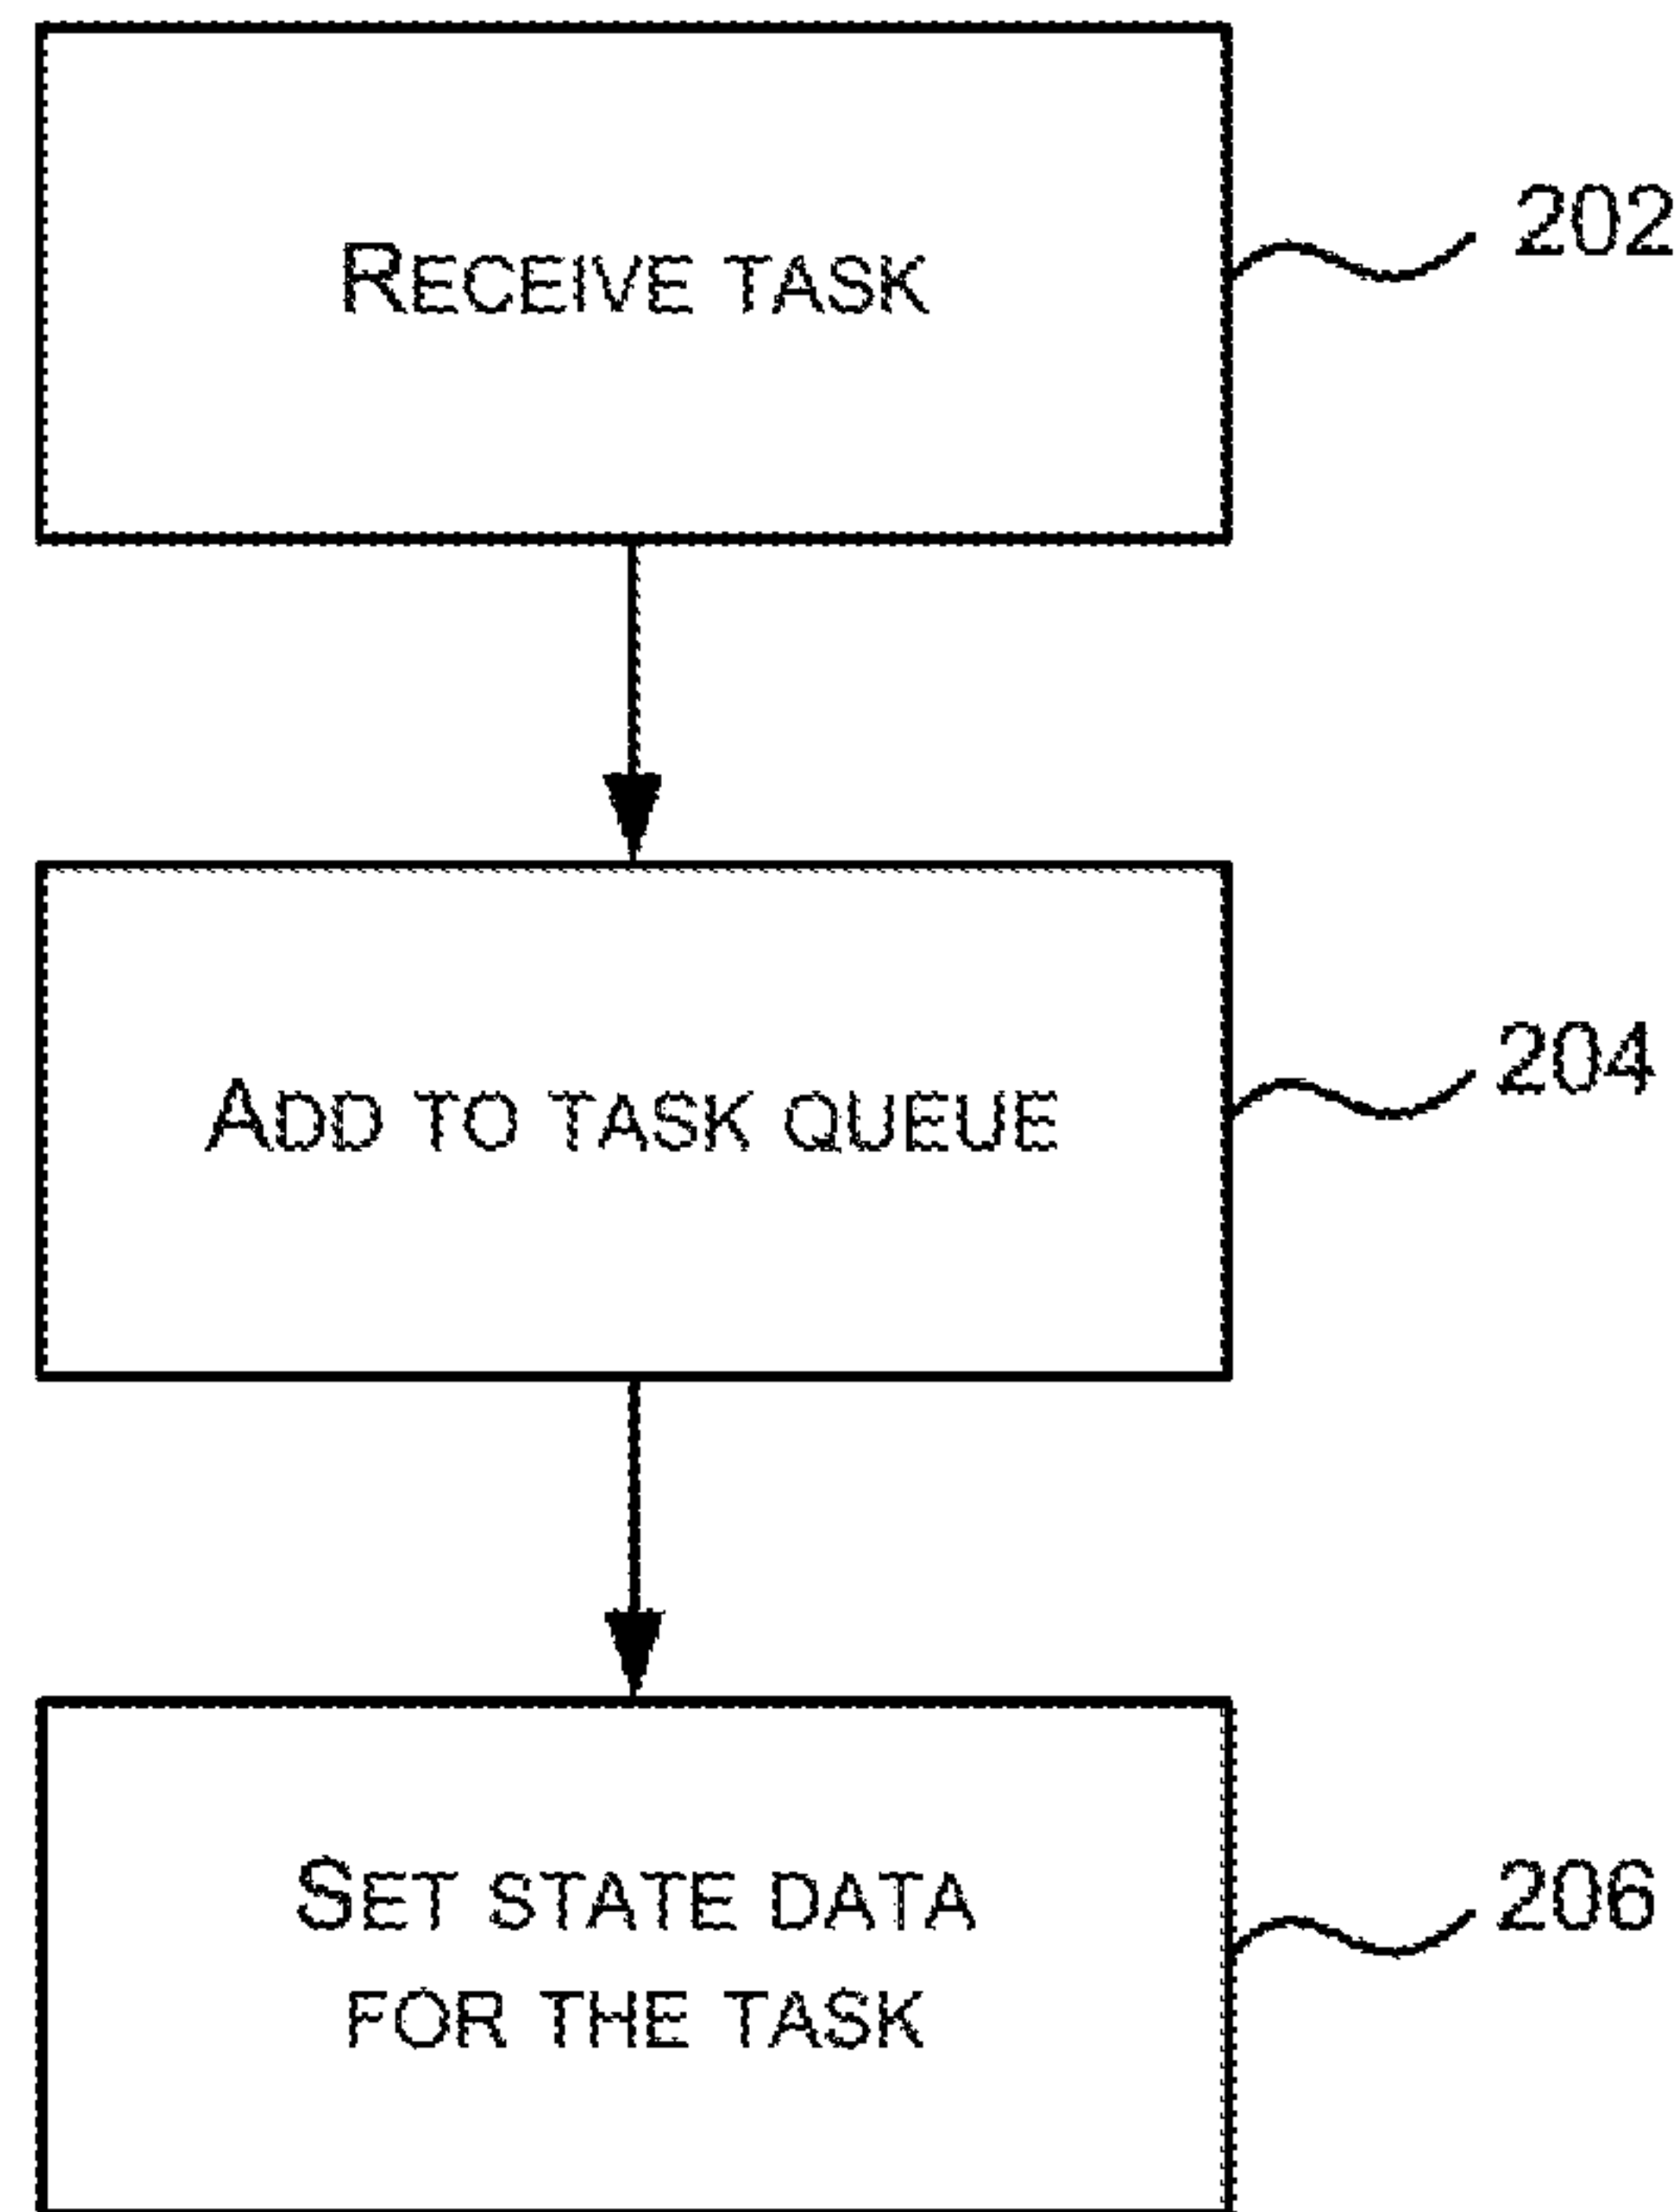 RECEIVE TASK
202
ADD TO TASK QUEUE
204
SET STATE DATA
FOR THE TASK
206